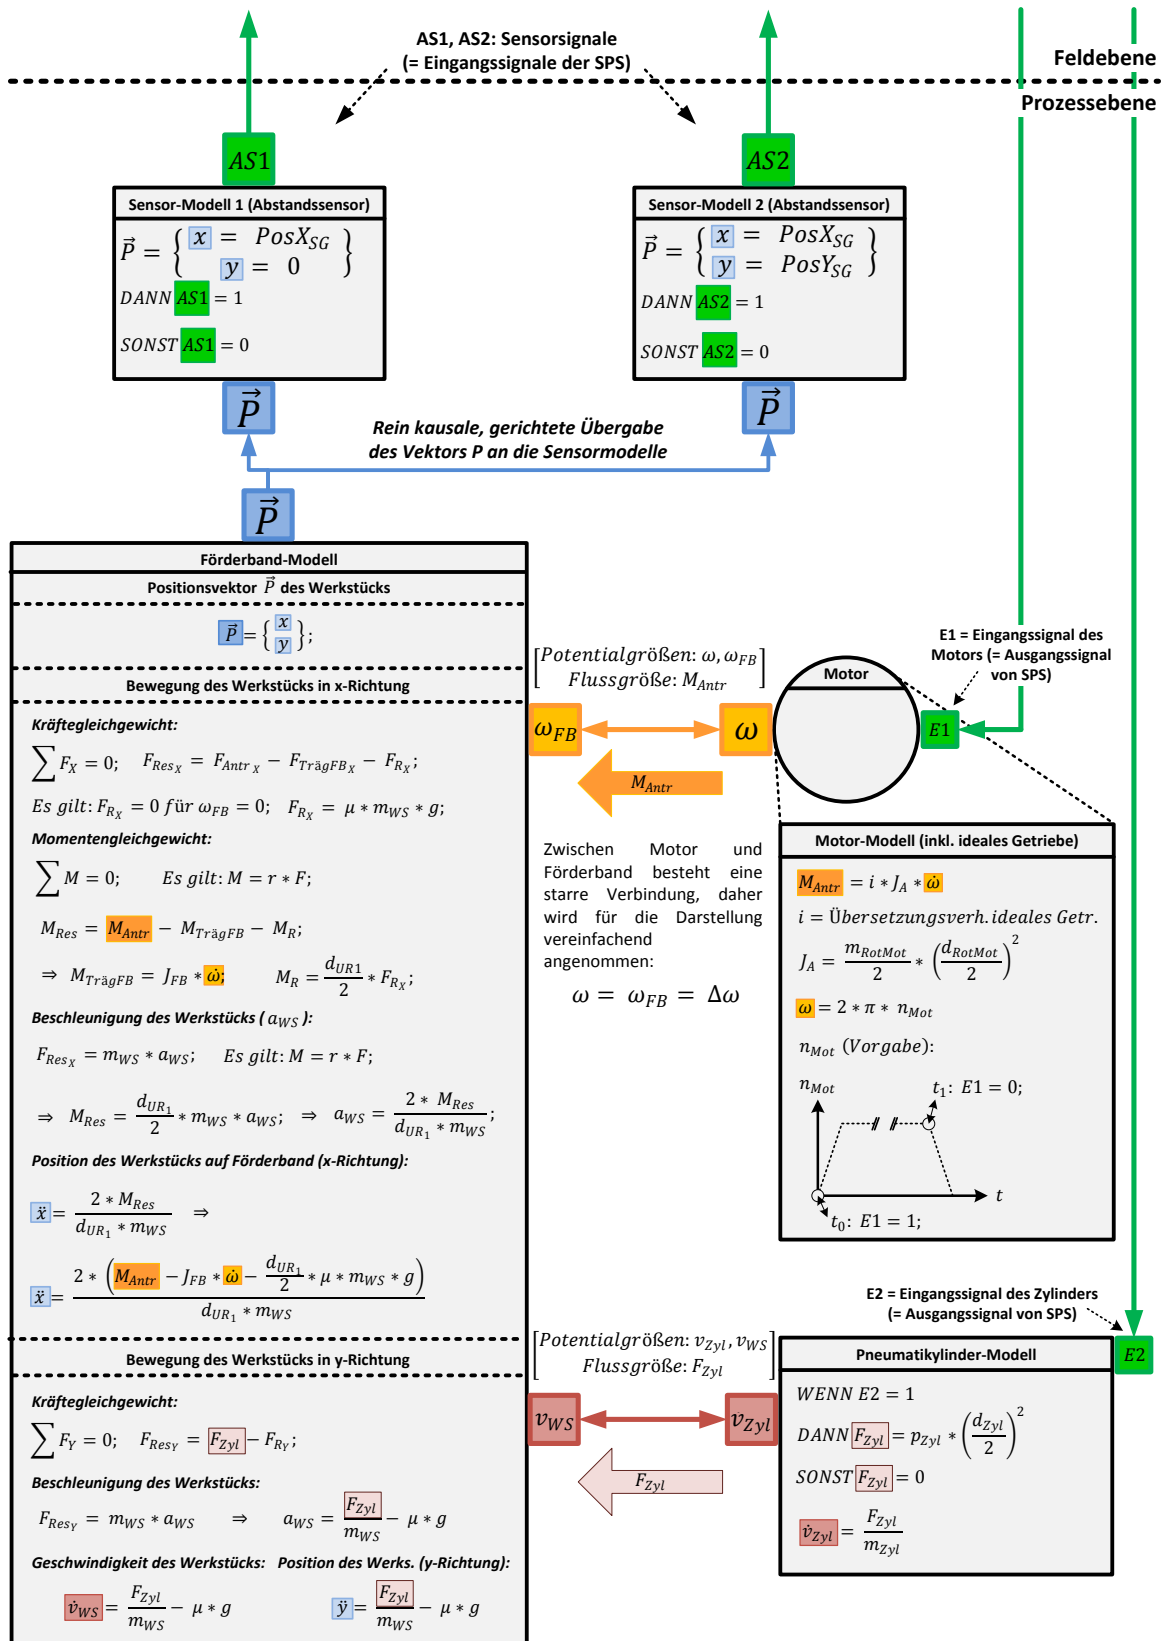 AS1, AS2: Sensorsignale
(= Eingangssignale der SPS)
Feldebene
Prozessebene
AS1
AS2
Sensor-Modell 1 (Abstandssensor)
P⃗ = { x = PosX_SG
y = 0 }
DANN AS1 = 1
SONST AS1 = 0
P⃗
Sensor-Modell 2 (Abstandssensor)
P⃗ = { x = PosX_SG
y = PosY_SG }
DANN AS2 = 1
SONST AS2 = 0
P⃗
Rein kausale, gerichtete Übergabe
des Vektors P an die Sensormodelle
P⃗
Förderband-Modell
Positionsvektor P⃗ des Werkstücks
P⃗ = { x
y };
Bewegung des Werkstücks in x-Richtung
Kräftegleichgewicht:
∑ F_X = 0; F_Res_X = F_Antr_X − F_TrägFB_X − F_R_X;
Es gilt: F_R_X = 0 für ω_FB = 0; F_R_X = μ * m_WS * g;
Momentengleichgewicht:
∑ M = 0; Es gilt: M = r * F;
M_Res = M_Antr − M_TrägFB − M_R;
⇒ M_TrägFB = J_FB * ω̇; M_R = d_UR1/2 * F_R_X;
Beschleunigung des Werkstücks ( a_WS ):
F_Res_X = m_WS * a_WS; Es gilt: M = r * F;
⇒ M_Res = d_UR_1/2 * m_WS * a_WS; ⇒ a_WS = (2 * M_Res)/(d_UR_1 * m_WS);
Position des Werkstücks auf Förderband (x-Richtung):
ẍ = (2 * M_Res)/(d_UR_1 * m_WS) ⇒
ẍ = (2 * (M_Antr − J_FB * ω̇ − d_UR_1/2 * μ * m_WS * g))/(d_UR_1 * m_WS)
Bewegung des Werkstücks in y-Richtung
Kräftegleichgewicht:
∑ F_Y = 0; F_Res_Y = F_Zyl − F_R_Y;
Beschleunigung des Werkstücks:
F_Res_Y = m_WS * a_WS ⇒ a_WS = F_Zyl/m_WS − μ * g
Geschwindigkeit des Werkstücks: Position des Werks. (y-Richtung):
v̇_WS = F_Zyl/m_WS − μ * g ÿ = F_Zyl/m_WS − μ * g
[Potentialgrößen: ω, ω_FB
Flussgröße: M_Antr]
ω_FB
ω
M_Antr
Motor
E1 = Eingangssignal des
Motors (= Ausgangssignal
von SPS)
E1
Zwischen Motor und
Förderband besteht eine
starre Verbindung, daher
wird für die Darstellung
vereinfachend
angenommen:
ω = ω_FB = Δω
Motor-Modell (inkl. ideales Getriebe)
M_Antr = i * J_A * ω̇
i = Übersetzungsverh. ideales Getr.
J_A = m_RotMot/2 * (d_RotMot/2)²
ω = 2 * π * n_Mot
n_Mot (Vorgabe):
n_Mot
t_1: E1 = 0;
t
t_0: E1 = 1;
E2 = Eingangssignal des Zylinders
(= Ausgangssignal von SPS)
E2
[Potentialgrößen: v_Zyl, v_WS
Flussgröße: F_Zyl]
v_WS
v_Zyl
F_Zyl
Pneumatikylinder-Modell
WENN E2 = 1
DANN F_Zyl = p_Zyl * (d_Zyl/2)²
SONST F_Zyl = 0
v̇_Zyl = F_Zyl/m_Zyl